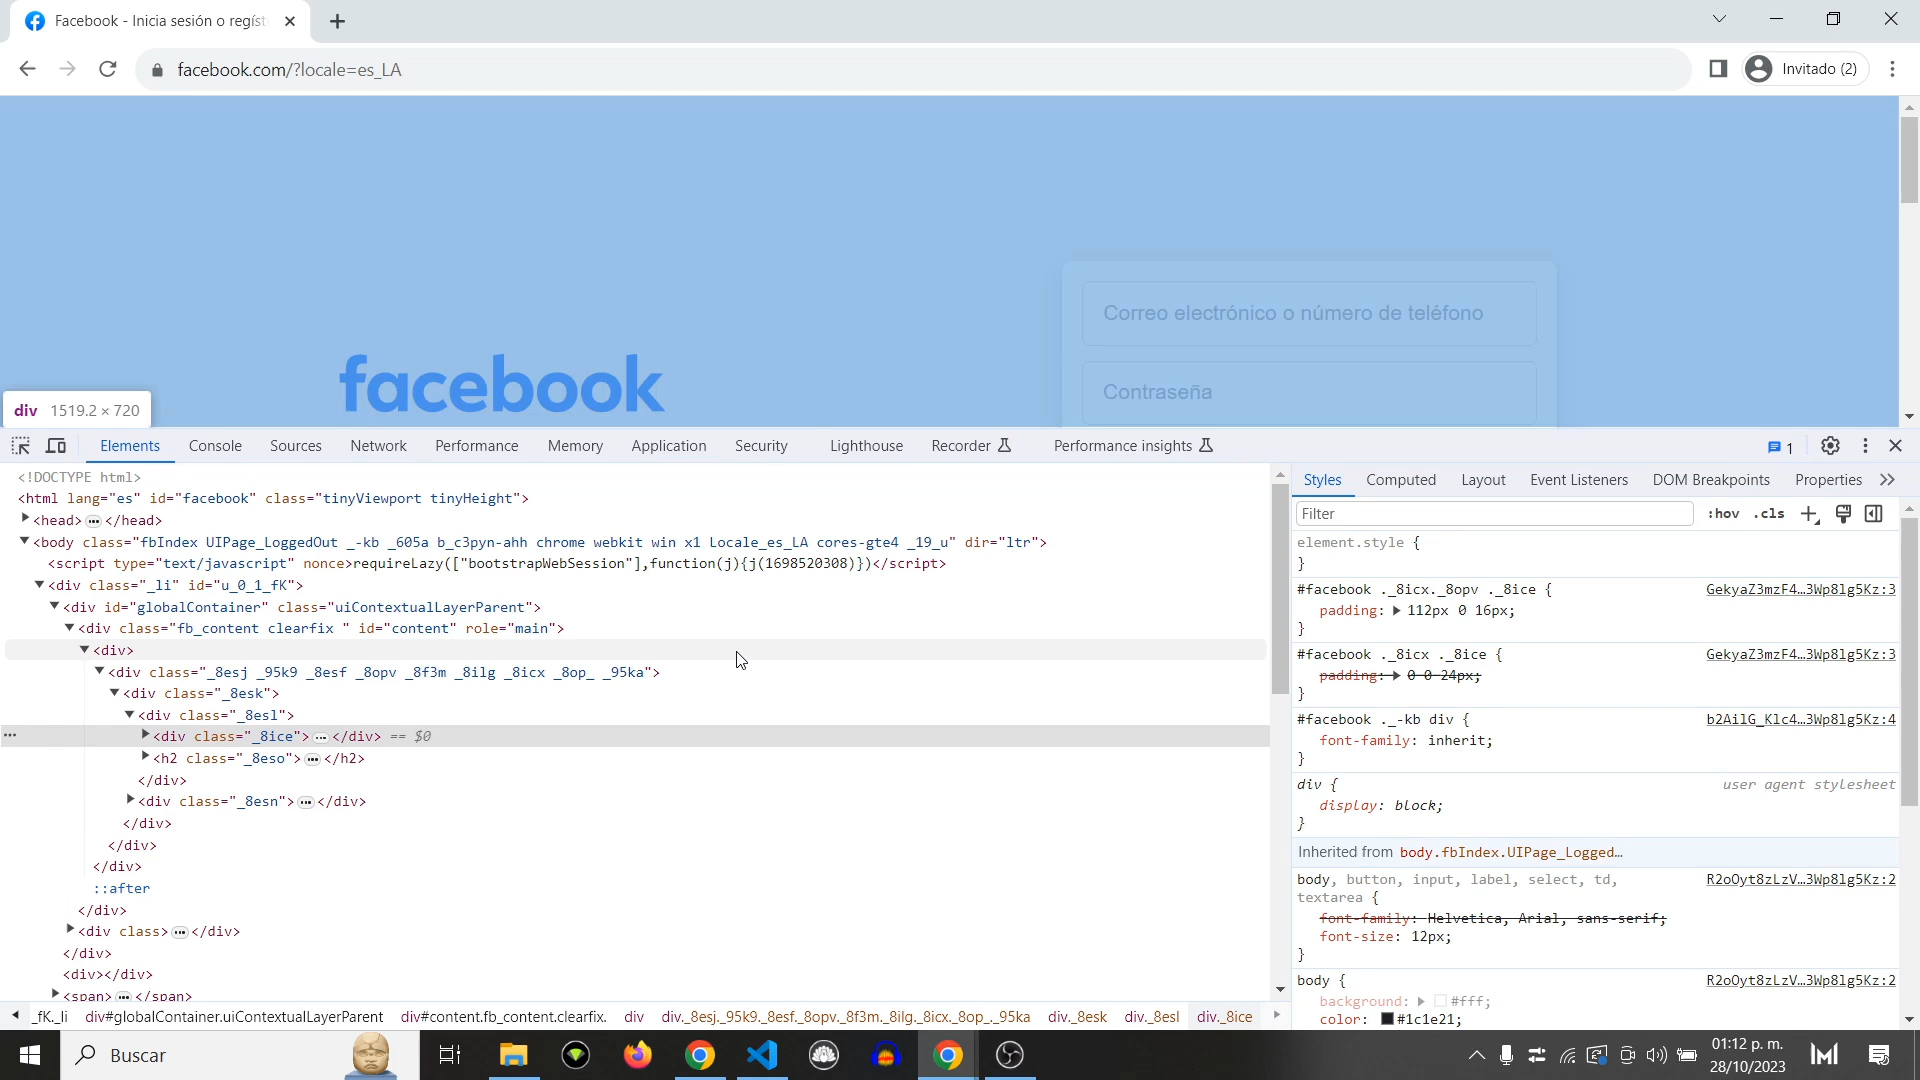 Facebook - Inicia sesión o regíst
facebook.com/?locale=es_LA
Invitado (2)
Correo electrónico o número de teléfono
facebook
Contraseña
div 1519.2 × 720
Elements Console Sources Network Performance Memory Application Security Lighthouse Recorder Performance insights 1
<!DOCTYPE html>
<html lang="es" id="facebook" class="tinyViewport tinyHeight">
<head>…</head>
<body class="fbIndex UIPage_LoggedOut _-kb _605a b_c3pyn-ahh chrome webkit win x1 Locale_es_LA cores-gte4 _19_u" dir="ltr">
<script type="text/javascript" nonce>requireLazy(["bootstrapWebSession"],function(j){j(1698520308)})</script>
<div class="_li" id="u_0_1_fK">
<div id="globalContainer" class="uiContextualLayerParent">
<div class="fb_content clearfix " id="content" role="main">
<div>
<div class="_8esj _95k9 _8esf _8opv _8f3m _8ilg _8icx _8op_ _95ka">
<div class="_8esk">
<div class="_8esl">
<div class="_8ice">…</div> == $0
<h2 class="_8eso">…</h2>
</div>
<div class="_8esn">…</div>
</div>
</div>
</div>
::after
</div>
<div class>…</div>
</div>
<div></div>
<span>…</span>
_fK._li div#globalContainer.uiContextualLayerParent div#content.fb_content.clearfix. div div._8esj._95k9._8esf._8opv._8f3m._8ilg._8icx._8op_._95ka div._8esk div._8esl div._8ice
Styles Computed Layout Event Listeners DOM Breakpoints Properties
Filter :hov .cls
element.style {
}
#facebook ._8icx._8opv ._8ice { GekyaZ3mzF4…3Wp8lg5Kz:3
padding: 112px 0 16px;
}
#facebook ._8icx ._8ice { GekyaZ3mzF4…3Wp8lg5Kz:3
padding: 0 0 24px;
}
#facebook ._-kb div { b2AilG_Klc4…3Wp8lg5Kz:4
font-family: inherit;
}
div { user agent stylesheet
display: block;
}
Inherited from body.fbIndex.UIPage_Logged…
body, button, input, label, select, td, R2oOyt8zLzV…3Wp8lg5Kz:2
textarea {
font-family: Helvetica, Arial, sans-serif;
font-size: 12px;
}
body { R2oOyt8zLzV…3Wp8lg5Kz:2
background: #fff;
color: #1c1e21;
Buscar
01:12 p. m.
28/10/2023